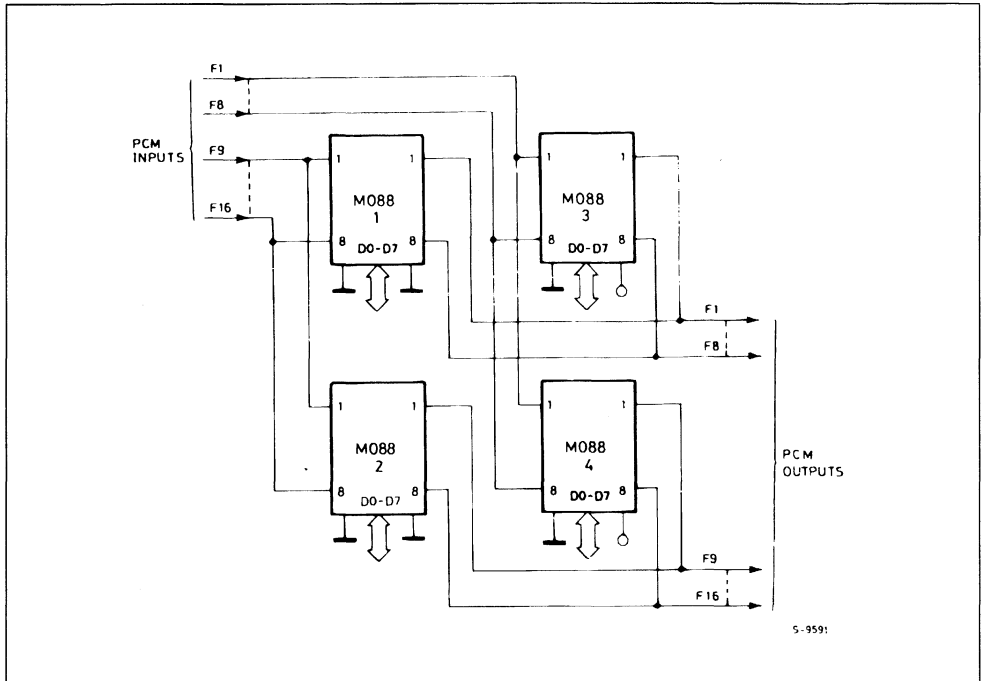 F1
F8
PCM
INPUTS
F9
F16
1 1
M088
1
8 D0-D7 8
1 1
M088
3
8 D0-D7 8
F1
F8
1 1
M088
2
8 D0-D7 8
1 1
M088
4
8 D0-D7 8
PCM
OUTPUTS
F9
F16
S-9591